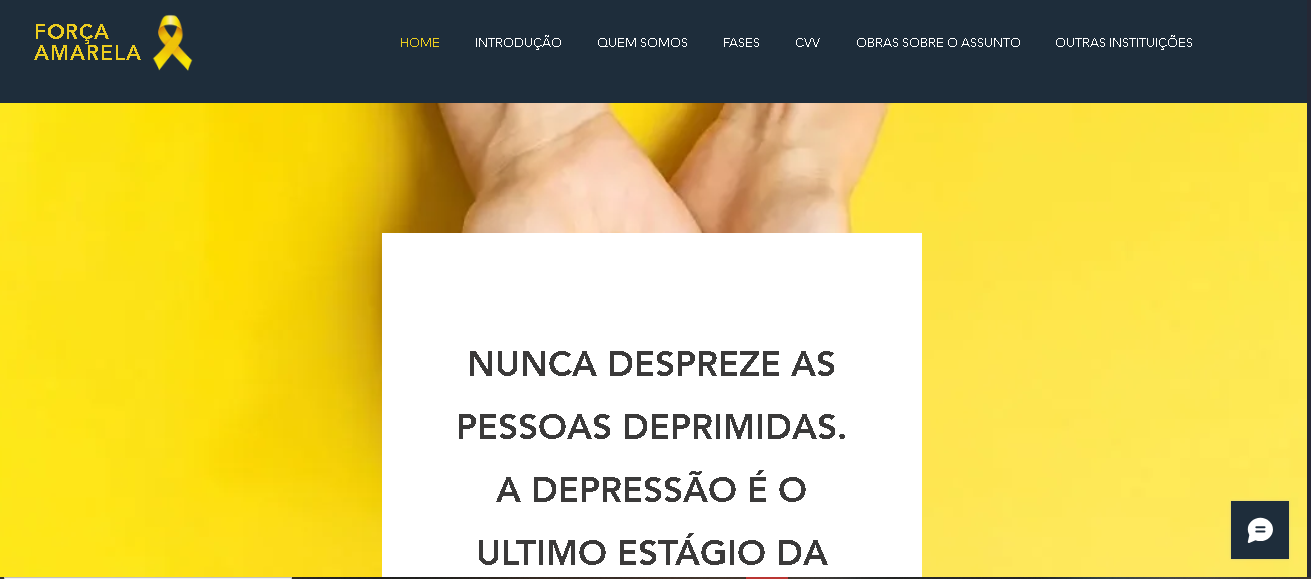 FORÇA
AMARELA
HOME INTRODUÇÃO QUEM SOMOS FASES CVV OBRAS SOBRE O ASSUNTO OUTRAS INSTITUIÇÕES
NUNCA DESPREZE AS
PESSOAS DEPRIMIDAS.
A DEPRESSÃO É O
ULTIMO ESTÁGIO DA